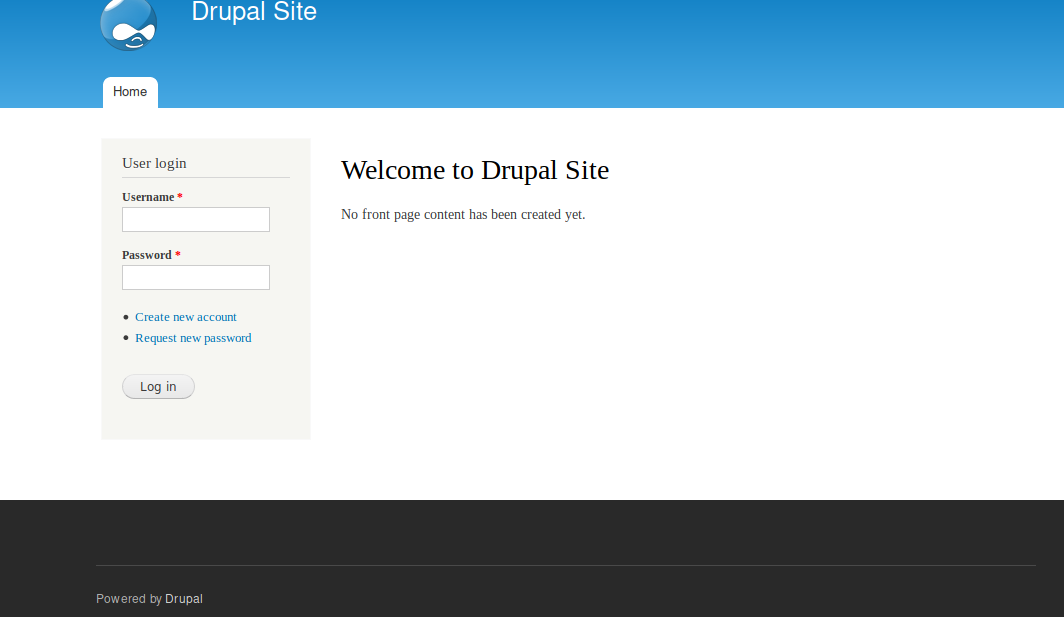 Drupal Site
Home
User login
Username *
Password *
Create new account
Request new password
Log in
Welcome to Drupal Site
No front page content has been created yet.
Powered by Drupal